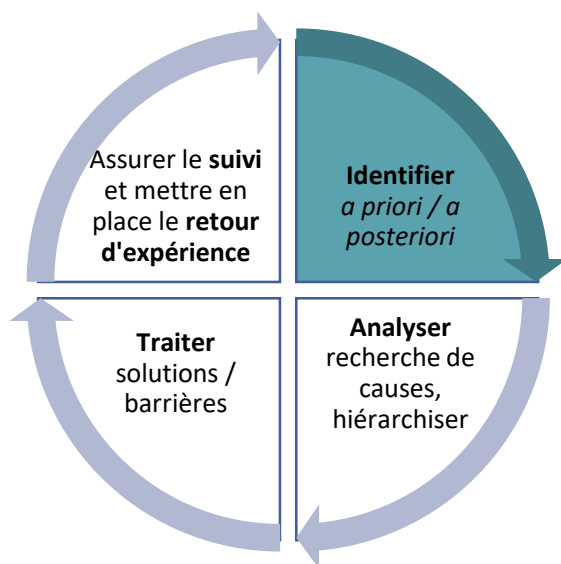 Assurer le suivi
et mettre en
place le retour
d'expérience
Identifier
a priori / a
posteriori
Traiter
solutions /
barrières
Analyser
recherche de
causes,
hiérarchiser